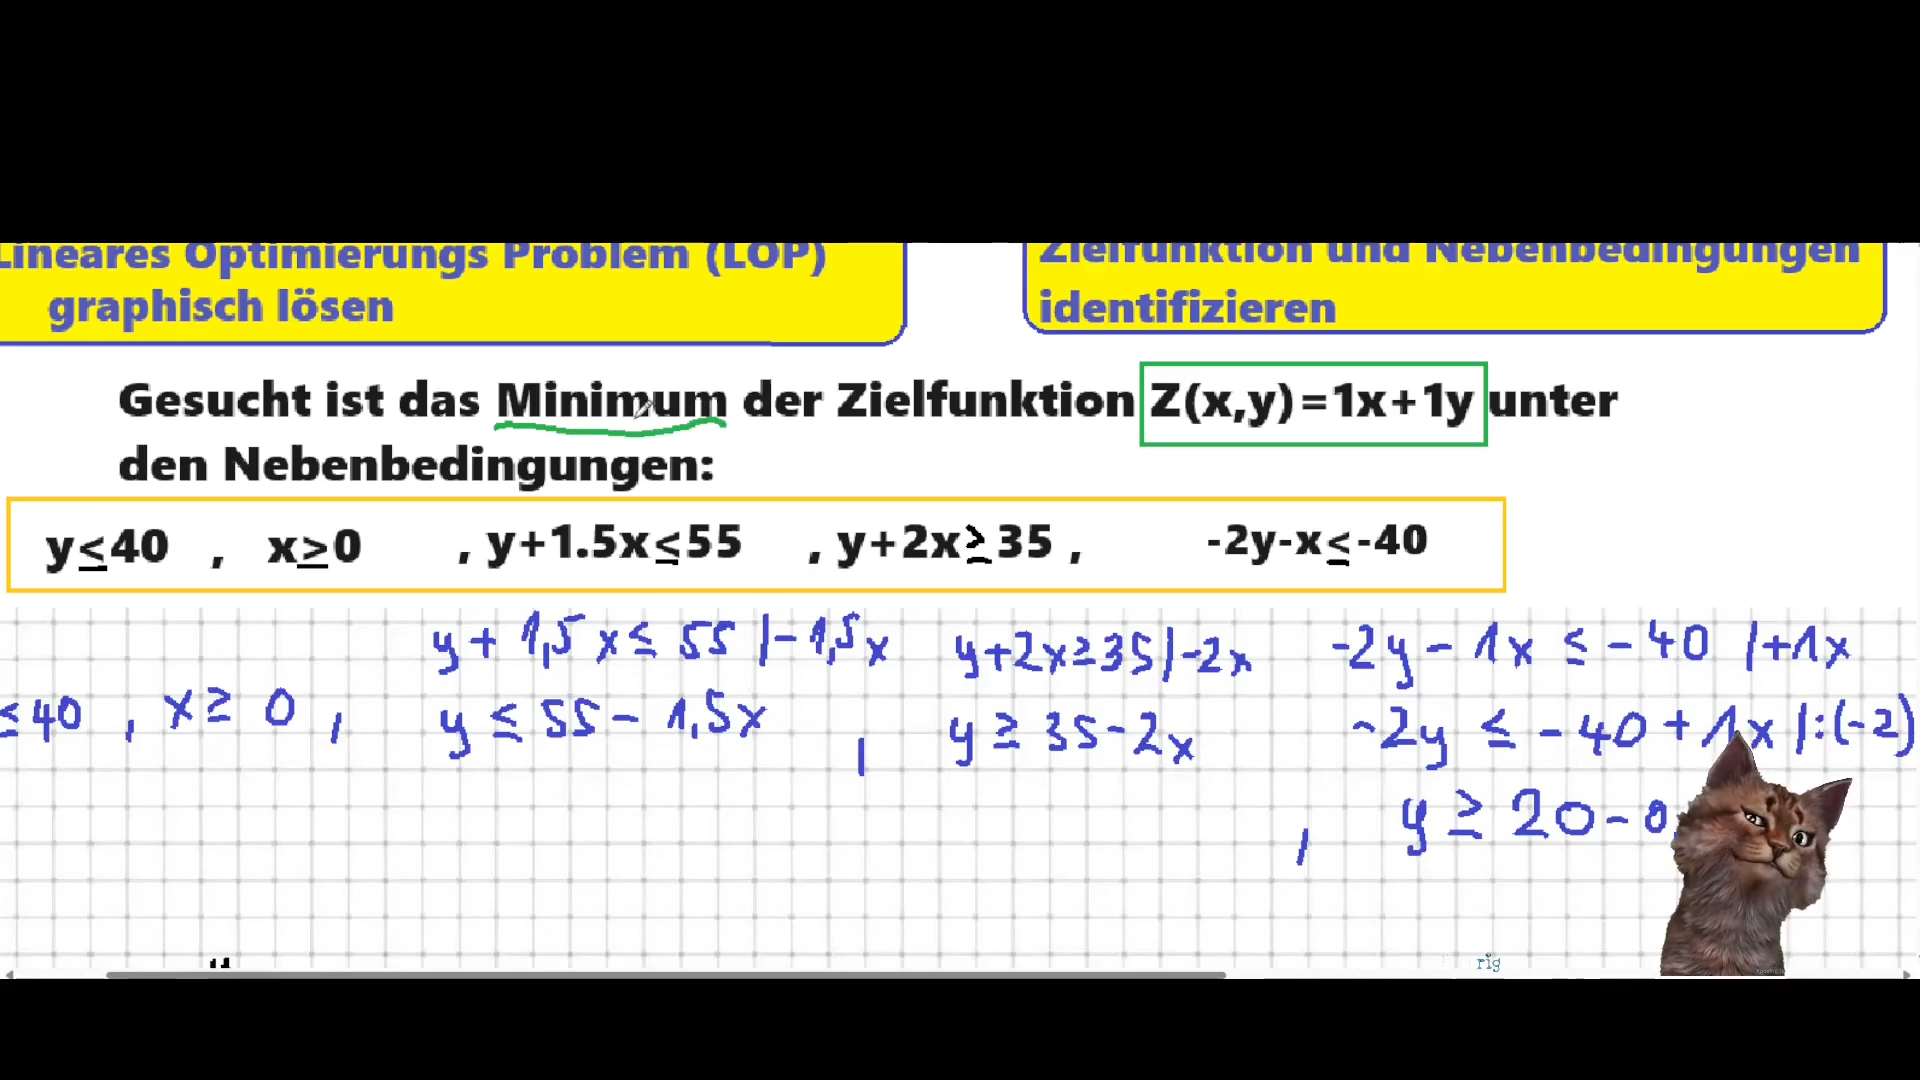 Lineares Optimierungs Problem (LOP)
graphisch lösen
Zielfunktion und Nebenbedingungen
identifizieren
Gesucht ist das Minimum der Zielfunktion Z(x,y)=1x+1y unter
den Nebenbedingungen:
y≤40 , x≥0 , y+1.5x≤55 , y+2x≥35 , -2y-x≤-40
y + 1,5x ≤ 55 |-1,5x
y+2x≥35|-2x
-2y - 1x ≤ -40 |+1x
≤40 , x≥ 0 , y ≤ 55 - 1,5x , y ≥ 35-2x
-2y ≤ -40 + 1x |:(-2)
, y ≥ 20-0
rig